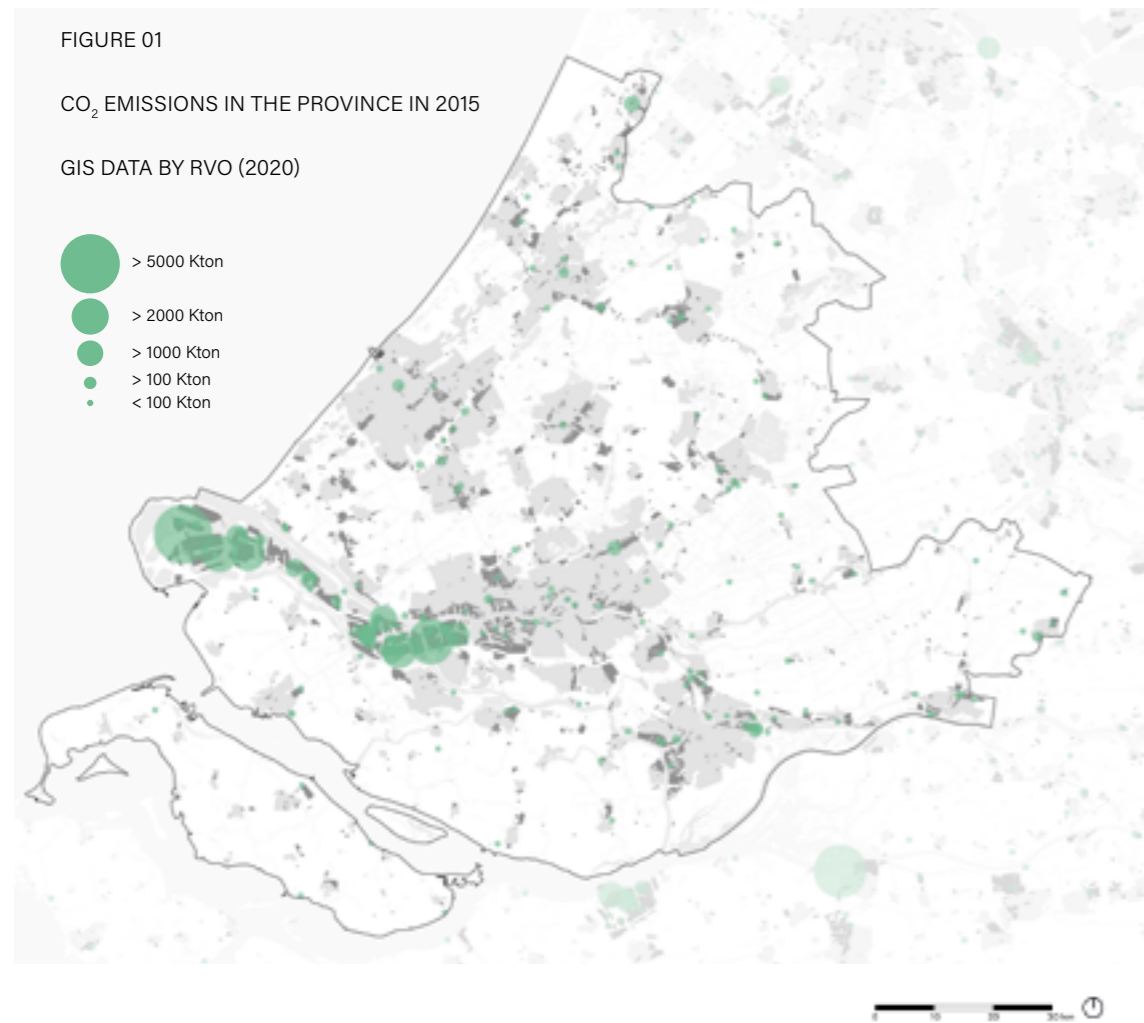 FIGURE 01
CO₂ EMISSIONS IN THE PROVINCE IN 2015
GIS DATA BY RVO (2020)
> 5000 Kton
> 2000 Kton
> 1000 Kton
> 100 Kton
< 100 Kton
0 10 20 30 km